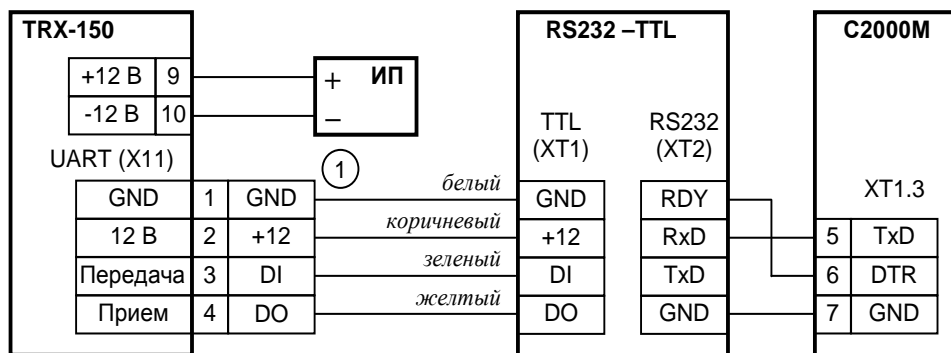 TRX-150
RS232 –TTL
C2000M
+12 В 9
-12 В 10
+ ИП
–
UART (X11)
1
TTL
(XT1)
RS232
(XT2)
XT1.3
GND 1 GND белый GND RDY
12 В 2 +12 коричневый +12 RxD 5 TxD
Передача 3 DI зеленый DI TxD 6 DTR
Прием 4 DO желтый DO GND 7 GND